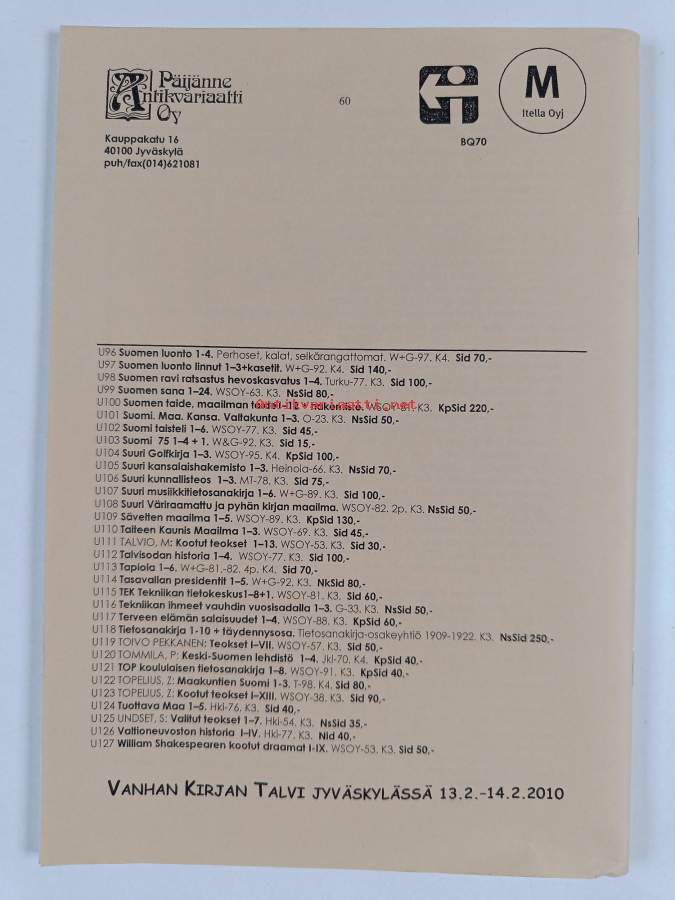 Päijänne
Antikvariaatti
Oy
60
M
Itella Oyj
Kauppakatu 16
40100 Jyväskylä
puh/fax(014)621081
BQ70
U96 Suomen luonto 1-4. Perhoset, kalat, selkärangattomat. W+G-97. K4. Sid 70,-
U97 Suomen luonto linnut 1-3+kasetit. W+G-92. K4. Sid 140,-
U98 Suomen ravi ratsastus hevoskasvatus 1-4. Turku-77. K3. Sid 100,-
U99 Suomen sana 1-24. WSOY-63. K3. NsSid 80,-
U100 Suomen taide, maailman taide 1-12 + hakemisto. WSOY-81. K3. KpSid 220,-
Antikvariaatti.net
U101 Suomi. Maa. Kansa. Valtakunta 1-3. O-23. K3. NsSid 50,-
U102 Suomi taisteli 1-6. WSOY-77. K3. Sid 45,-
U103 Suomi 75 1-4 + 1. W&G-92. K3. Sid 15,-
U104 Suuri Golfkirja 1-3. WSOY-95. K4. KpSid 100,-
U105 Suuri kansalaishakemisto 1-3. Heinola-66. K3. NsSid 70,-
U106 Suuri kunnallisteos 1-3. MT-78. K3. Sid 75,-
U107 Suuri musiikkitietosanakirja 1-6. W+G-89. K3. Sid 100,-
U108 Suuri Väriraamattu ja pyhän kirjan maailma. WSOY-82. 2p. K3. NsSid 50,-
U109 Sävelten maailma 1-5. WSOY-89. K3. KpSid 130,-
U110 Taiteen Kaunis Maailma 1-3. WSOY-69. K3. Sid 45,-
U111 TALVIO, M: Kootut teokset 1-13. WSOY-53. K3. Sid 30,-
U112 Talvisodan historia 1-4. WSOY-77. K3. Sid 100,-
U113 Tapiola 1-6. W+G-81.-82. 4p. K4. Sid 70,-
U114 Tasavallan presidentit 1-5. W+G-92. K3. NkSid 80,-
U115 TEK Tekniikan tietokeskus1-8+1. WSOY-81. K3. Sid 60,-
U116 Tekniikan ihmeet vauhdin vuosisadalla 1-3. G-33. K3. NsSid 50,-
U117 Terveen elämän salaisuudet 1-4. WSOY-88. K3. KpSid 60,-
U118 Tietosanakirja 1-10 + täydennysosa. Tietosanakirja-osakeyhtiö 1909-1922. K3. NsSid 250,-
U119 TOIVO PEKKANEN: Teokset I-VII. WSOY-57. K3. Sid 50,-
U120 TOMMILA, P: Keski-Suomen lehdistö 1-4. Jkl-70. K4. KpSid 40,-
U121 TOP koululaisen tietosanakirja 1-8. WSOY-91. K3. KpSid 40,-
U122 TOPELIUS, Z: Maakuntien Suomi 1-3. T-98. K4. Sid 80,-
U123 TOPELIUS, Z: Kootut teokset I-XIII. WSOY-38. K3. Sid 90,-
U124 Tuottava Maa 1-5. Hki-76. K3. Sid 40,-
U125 UNDSET, S: Valitut teokset 1-7. Hki-54. K3. NsSid 35,-
U126 Valtioneuvoston historia I-IV. Hki-77. K3. Nid 40,-
U127 William Shakespearen kootut draamat I-IX. WSOY-53. K3. Sid 50,-
VANHAN KIRJAN TALVI JYVÄSKYLÄSSÄ 13.2.-14.2.2010